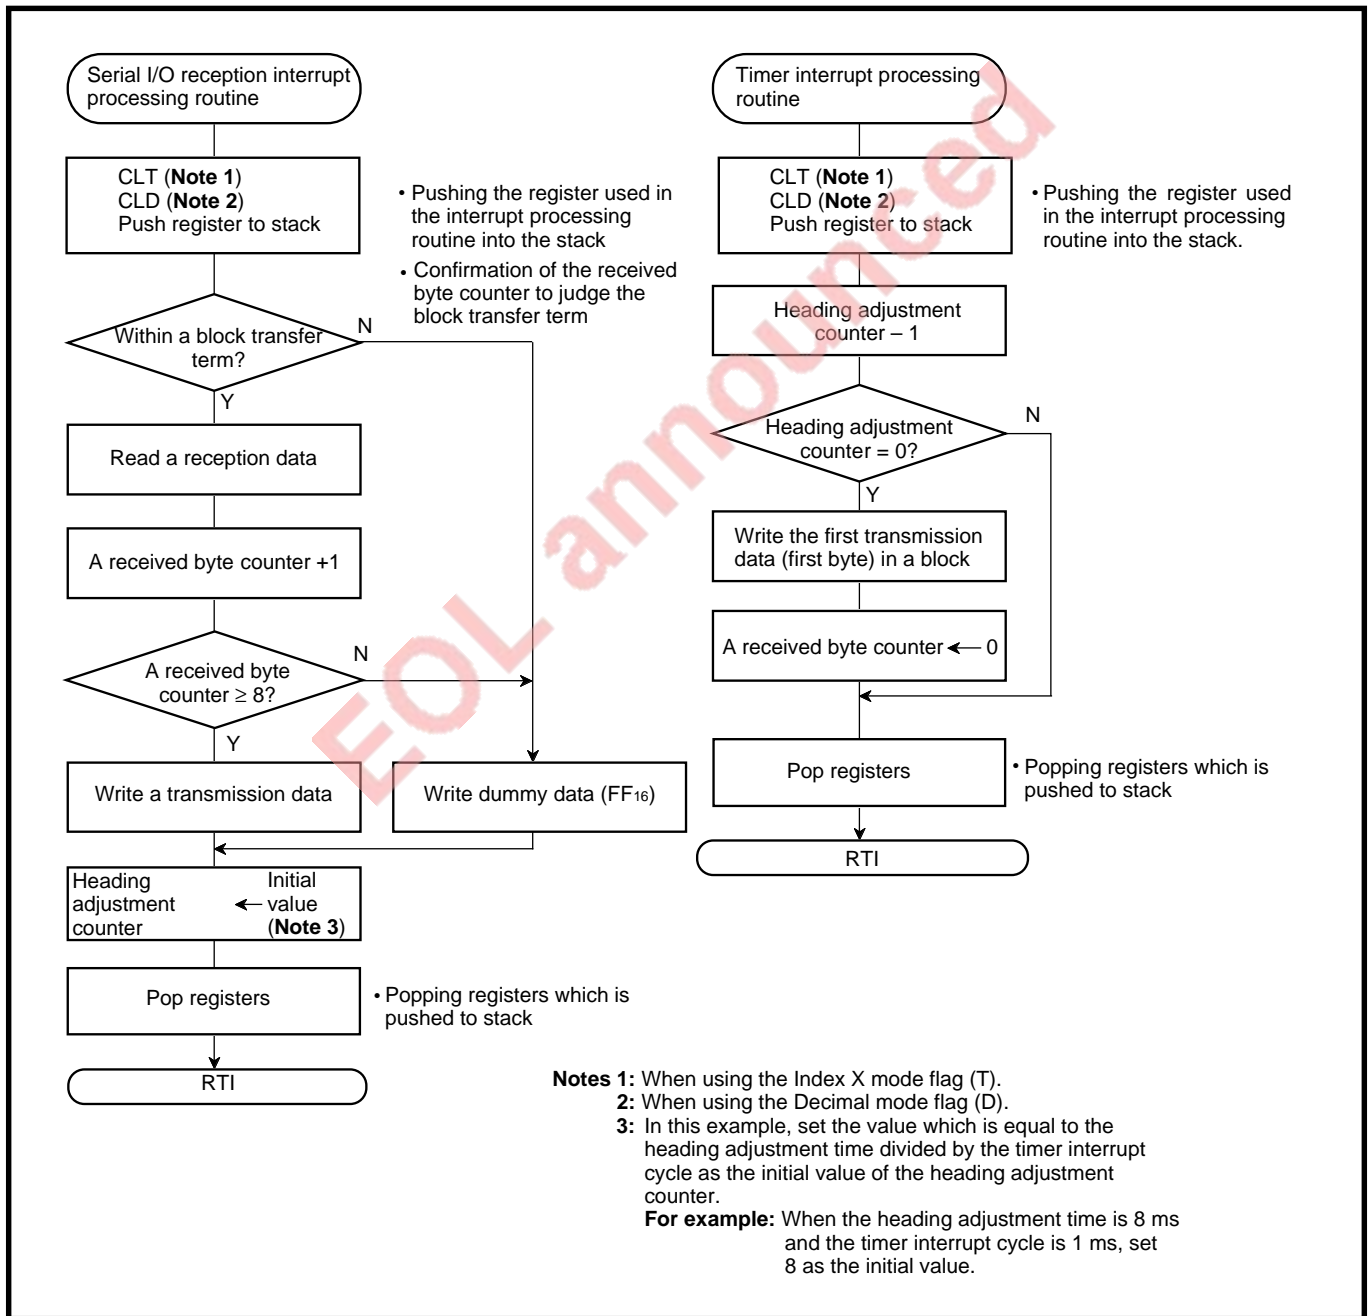 Serial I/O reception interrupt
processing routine
CLT (Note 1)
CLD (Note 2)
Push register to stack
• Pushing the register used in
the interrupt processing
routine into the stack
• Confirmation of the received
byte counter to judge the
block transfer term
Within a block transfer
term?
N
Y
Read a reception data
A received byte counter +1
A received byte
counter ≥ 8?
N
Y
Write a transmission data
Write dummy data (FF16)
Heading
adjustment
counter
← Initial
value
(Note 3)
Pop registers
• Popping registers which is
pushed to stack
RTI
Timer interrupt processing
routine
CLT (Note 1)
CLD (Note 2)
Push register to stack
• Pushing the register used
in the interrupt processing
routine into the stack.
Heading adjustment
counter – 1
Heading adjustment
counter = 0?
N
Y
Write the first transmission
data (first byte) in a block
A received byte counter ← 0
Pop registers
• Popping registers which is
pushed to stack
RTI
Notes 1: When using the Index X mode flag (T).
2: When using the Decimal mode flag (D).
3: In this example, set the value which is equal to the
heading adjustment time divided by the timer interrupt
cycle as the initial value of the heading adjustment
counter.
For example: When the heading adjustment time is 8 ms
and the timer interrupt cycle is 1 ms, set
8 as the initial value.
EOL announced